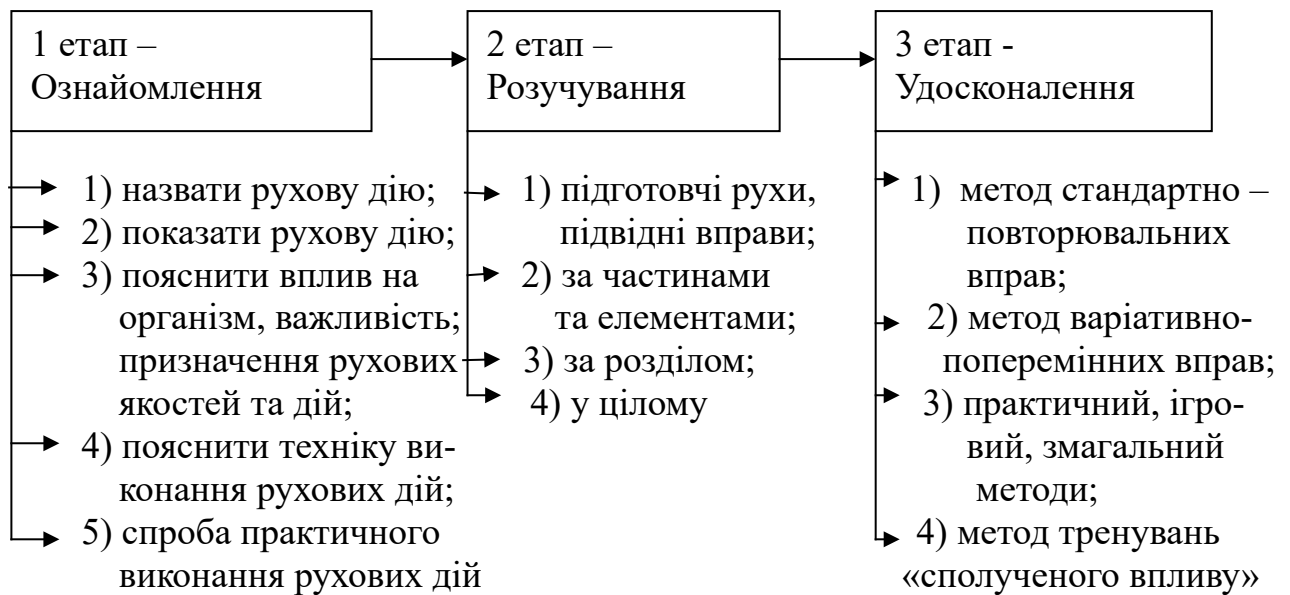 1 етап –
Ознайомлення
2 етап –
Розучування
3 етап -
Удосконалення
1) назвати рухову дію;
2) показати рухову дію;
3) пояснити вплив на
організм, важливість;
призначення рухових
якостей та дій;
4) пояснити техніку ви-
конання рухових дій;
5) спроба практичного
виконання рухових дій
1) підготовчі рухи,
підвідні вправи;
2) за частинами
та елементами;
3) за розділом;
4) у цілому
1) метод стандартно –
повторювальних
вправ;
2) метод варіативно-
поперемінних вправ;
3) практичний, ігро-
вий, змагальний
методи;
4) метод тренувань
«сполученого впливу»